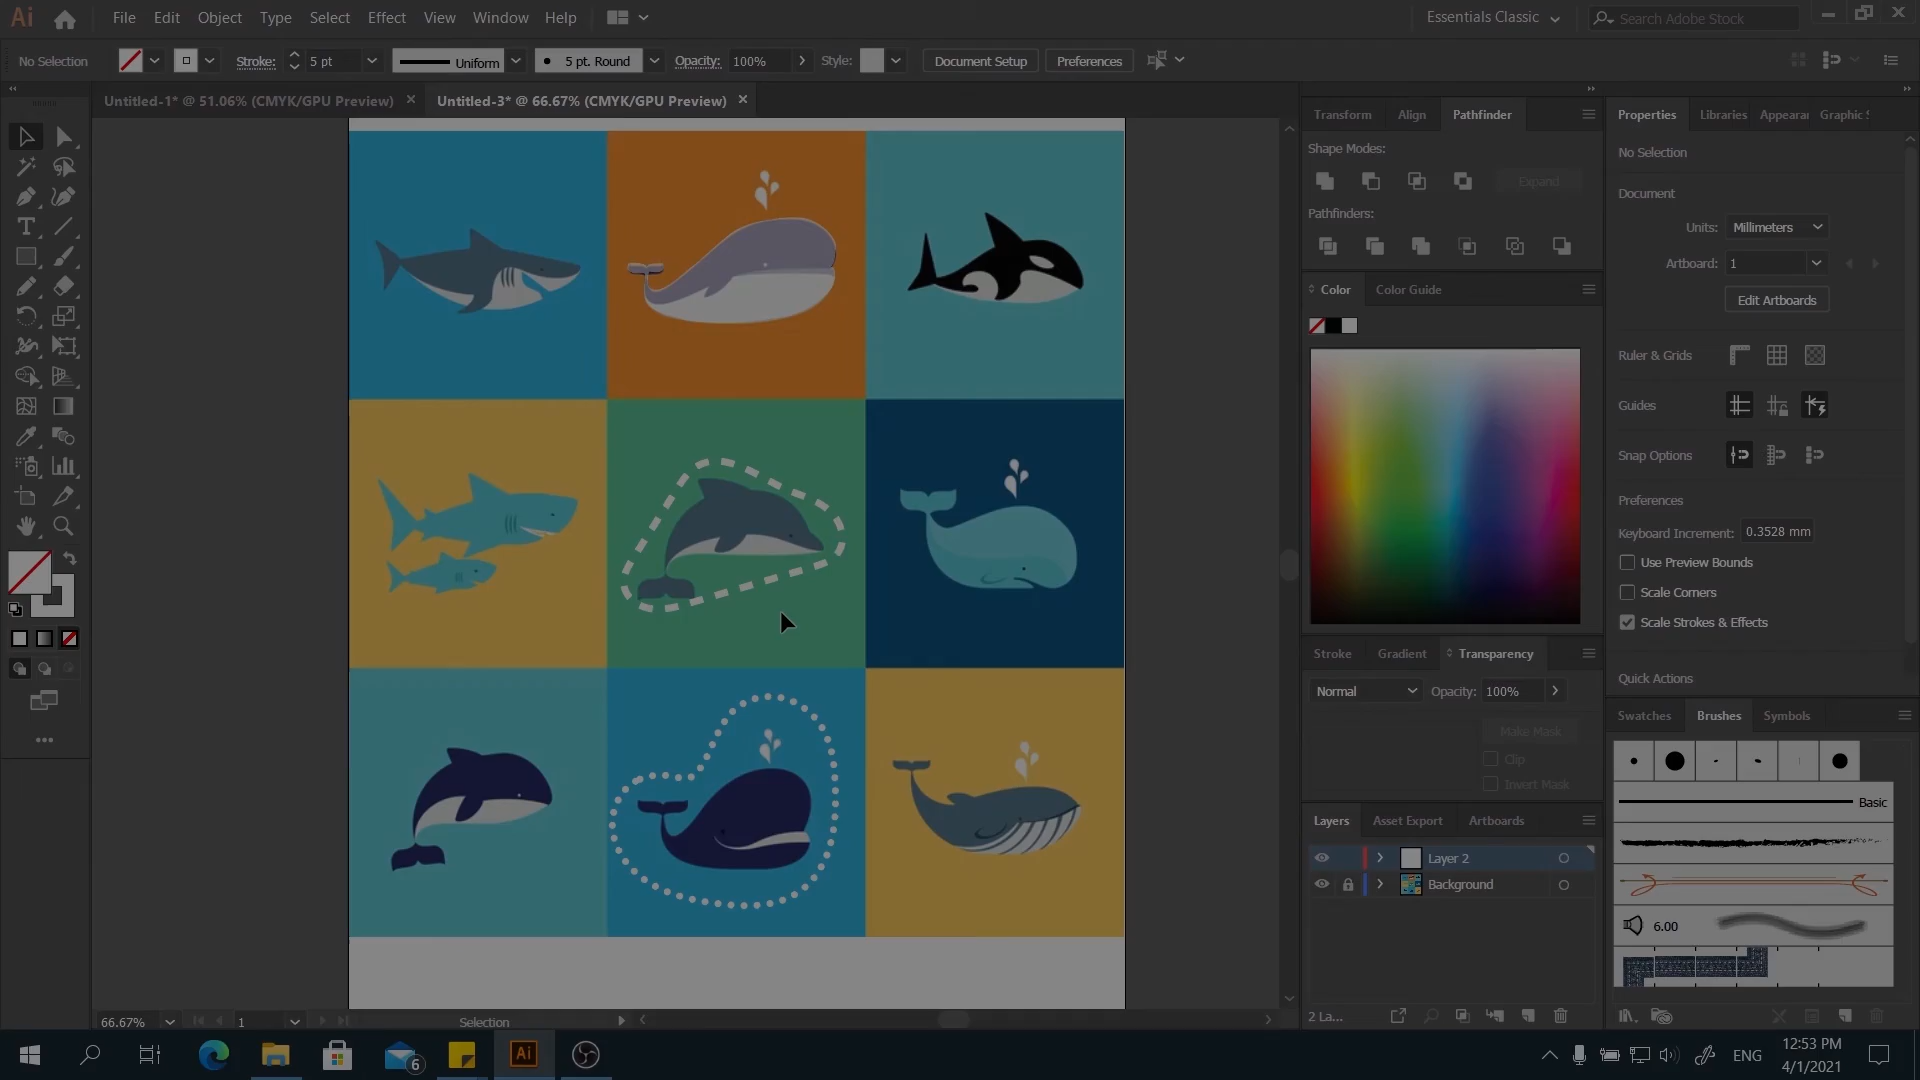 Ai File Edit Object Type Select Effect View Window Help Essentials Classic Search Adobe Stock
No Selection Stroke: 5 pt Uniform 5 pt. Round Opacity: 100% Style: Document Setup Preferences
Untitled-1* @ 51.06% (CMYK/GPU Preview) Untitled-3* @ 66.67% (CMYK/GPU Preview)
Transform Align Pathfinder
Shape Modes:
Expand
Pathfinders:
Color Color Guide
Stroke Gradient Transparency
Normal Opacity: 100%
Make Mask
Clip
Invert Mask
Layers Asset Export Artboards
Layer 2
Background
2 La...
Properties Libraries Appearar Graphic S
No Selection
Document
Units: Millimeters
Artboard: 1
Edit Artboards
Ruler & Grids
Guides
Snap Options
Preferences
Keyboard Increment: 0.3528 mm
Use Preview Bounds
Scale Corners
Scale Strokes & Effects
Quick Actions
Swatches Brushes Symbols
Basic
6.00
66.67% 1 Selection
6 Ai ENG 12:53 PM
4/1/2021